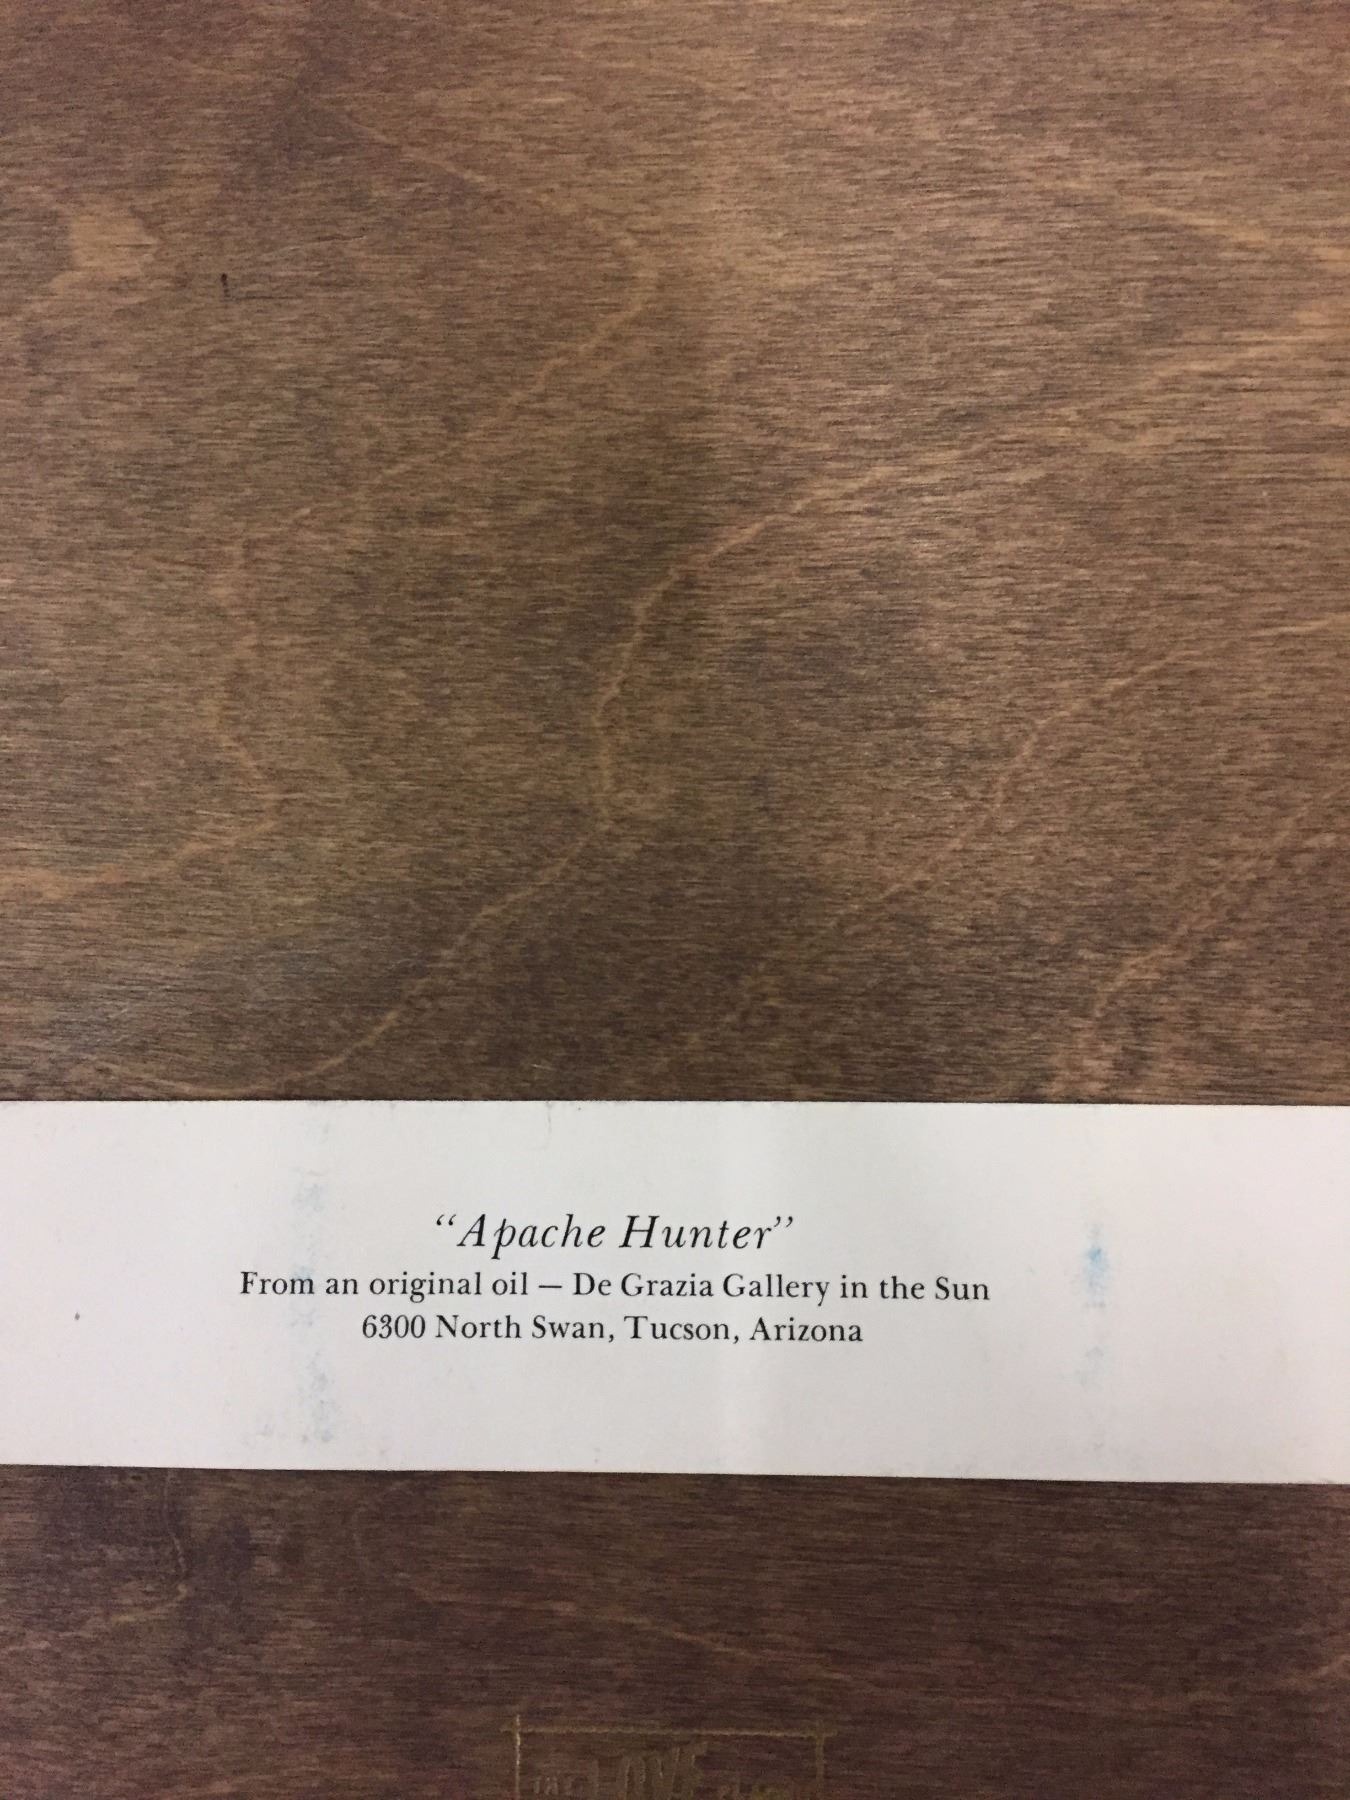 “Apache Hunter”
From an original oil — De Grazia Gallery in the Sun
6300 North Swan, Tucson, Arizona